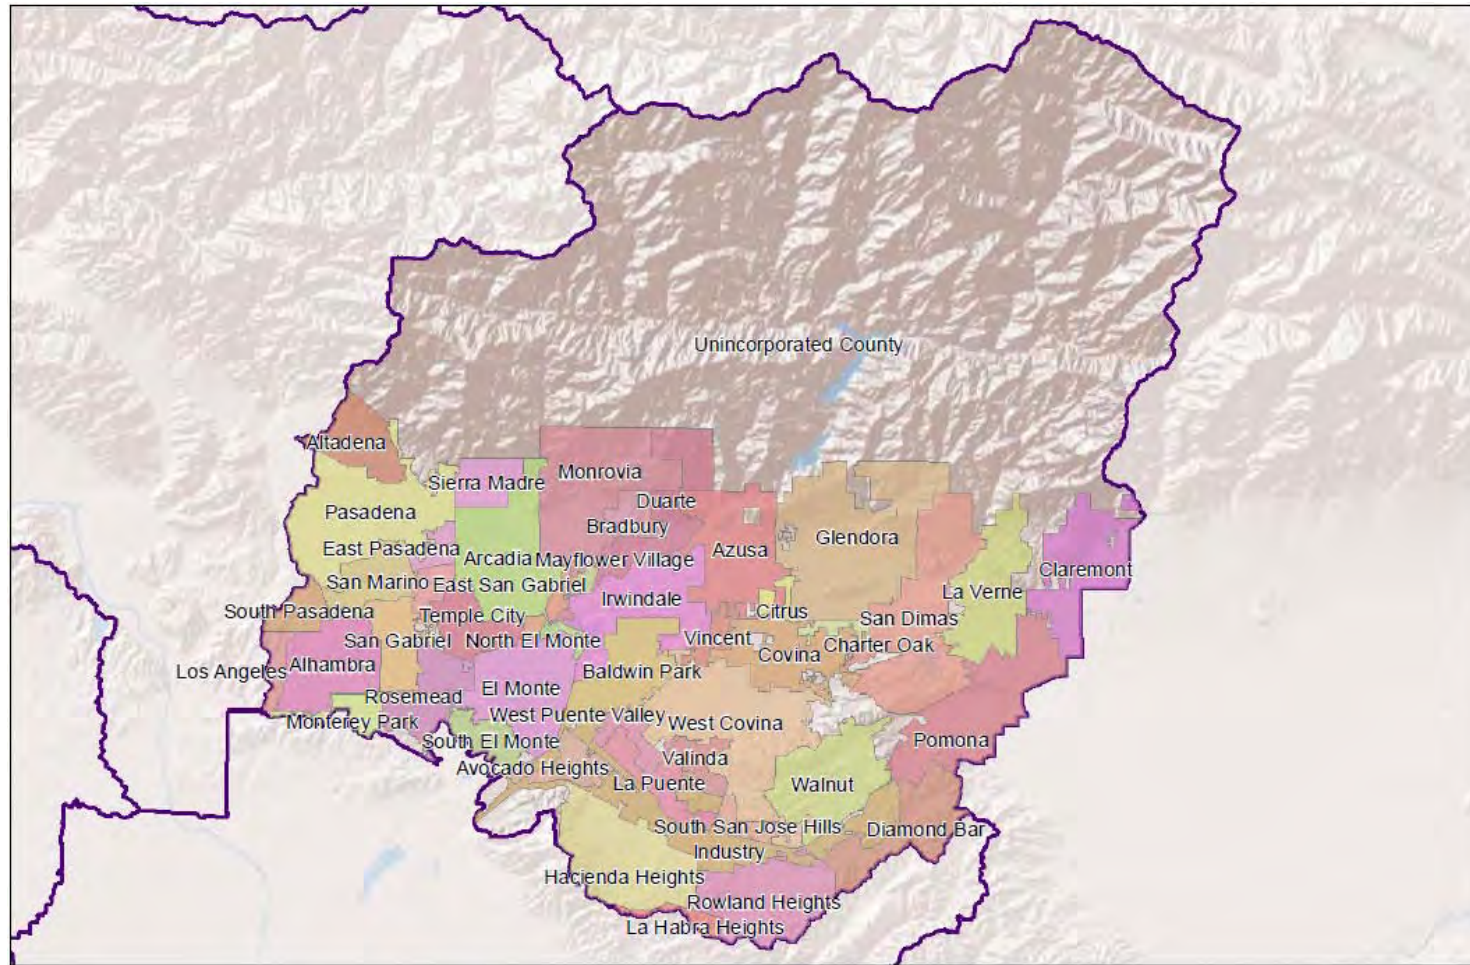 Unincorporated County
Altadena
Sierra Madre
Monrovia
Duarte
Pasadena
Bradbury
Glendora
East Pasadena
Arcadia
Mayflower Village
Azusa
Claremont
San Marino
East San Gabriel
Irwindale
La Verne
South Pasadena
Temple City
Citrus
San Dimas
San Gabriel
North El Monte
Vincent
Charter Oak
Los Angeles
Alhambra
Baldwin Park
Covina
Rosemead
El Monte
Monterey Park
West Puente Valley
West Covina
South El Monte
Pomona
Avocado Heights
Valinda
La Puente
Walnut
South San Jose Hills
Diamond Bar
Industry
Hacienda Heights
Rowland Heights
La Habra Heights